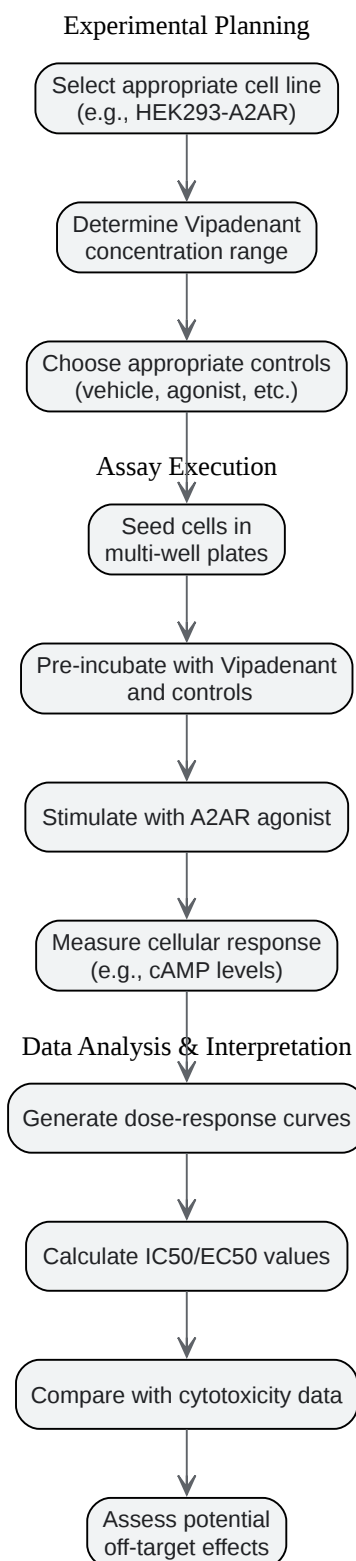 Experimental Planning
Select appropriate cell line
(e.g., HEK293-A2AR)
Determine Vipadenant
concentration range
Choose appropriate controls
(vehicle, agonist, etc.)
Assay Execution
Seed cells in
multi-well plates
Pre-incubate with Vipadenant
and controls
Stimulate with A2AR agonist
Measure cellular response
(e.g., cAMP levels)
Data Analysis & Interpretation
Generate dose-response curves
Calculate IC50/EC50 values
Compare with cytotoxicity data
Assess potential
off-target effects